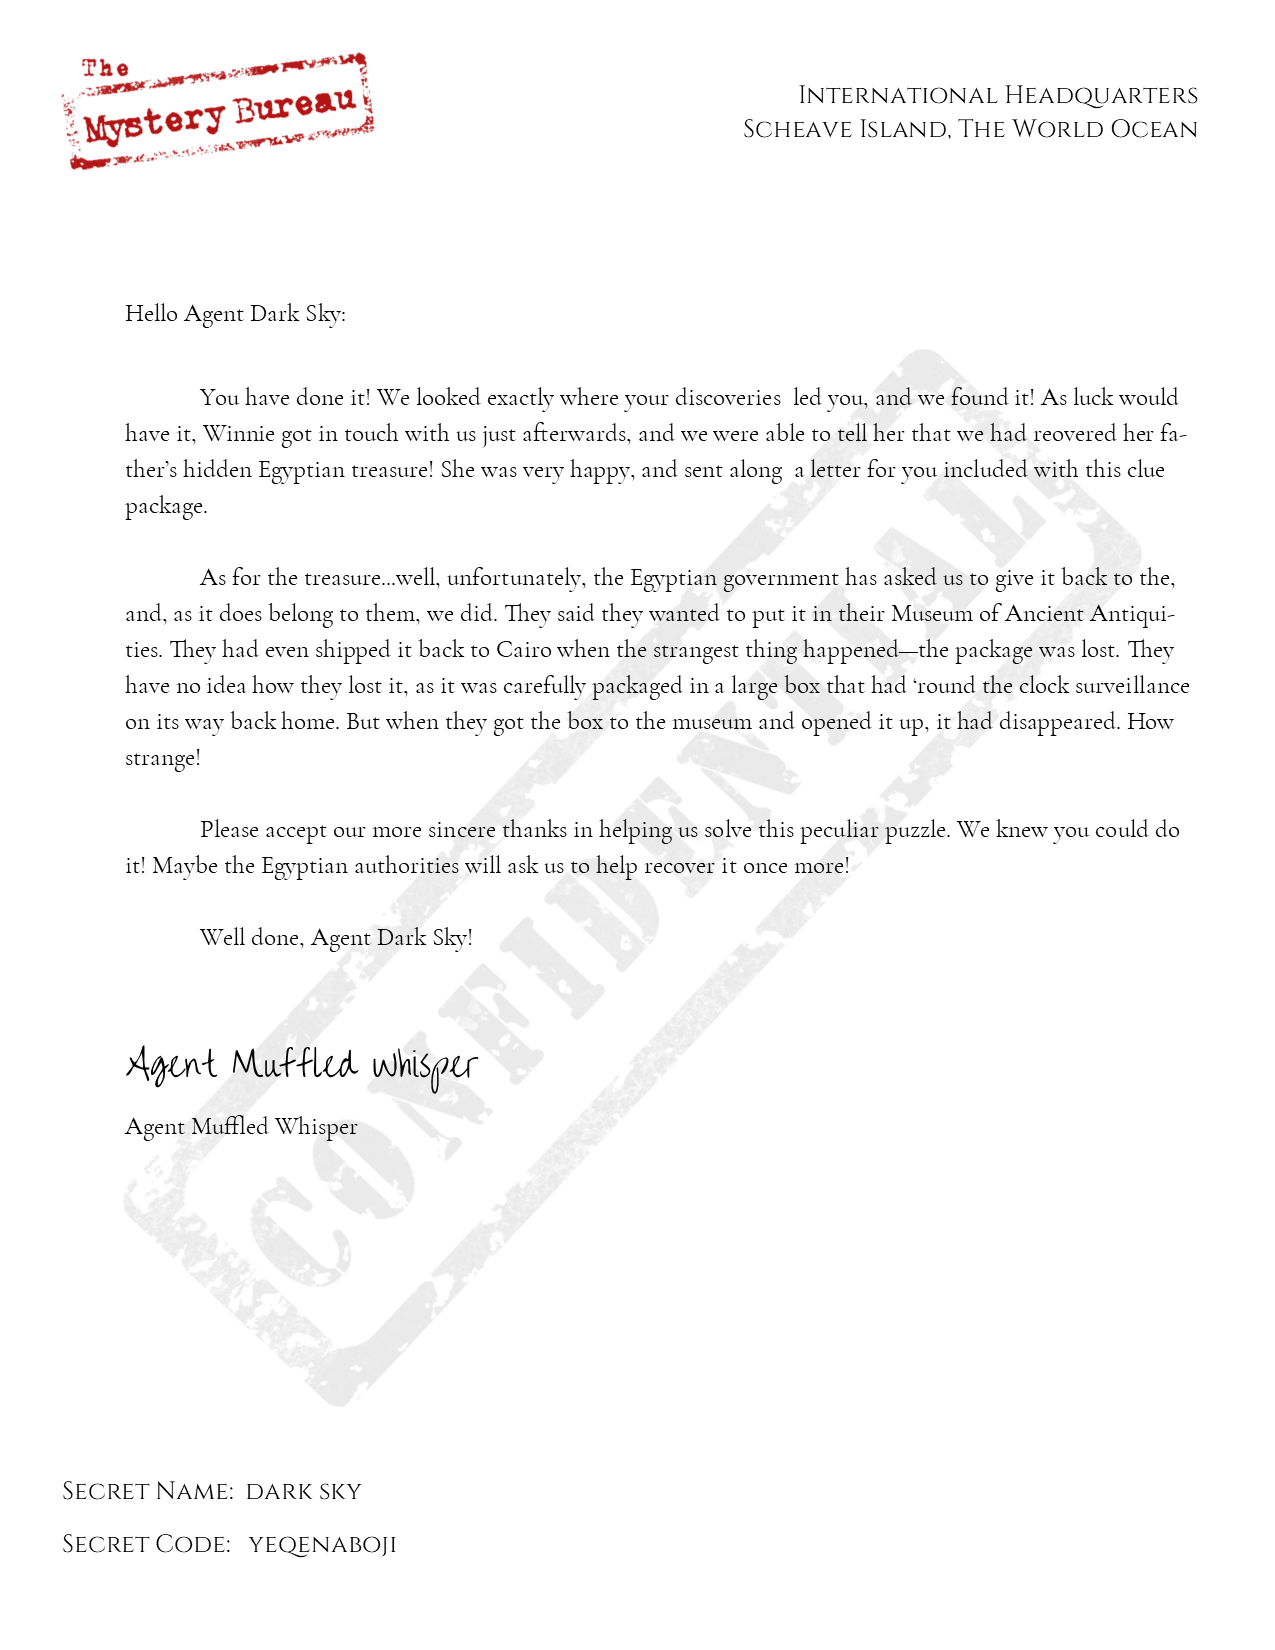 The
Mystery Bureau
International Headquarters
Scheave Island, The World Ocean
Hello Agent Dark Sky:
You have done it! We looked exactly where your discoveries  led you, and we found it! As luck would
have it, Winnie got in touch with us just afterwards, and we were able to tell her that we had reovered her fa-
ther’s hidden Egyptian treasure! She was very happy, and sent along  a letter for you included with this clue
package.
As for the treasure...well, unfortunately, the Egyptian government has asked us to give it back to the,
and, as it does belong to them, we did. They said they wanted to put it in their Museum of Ancient Antiqui-
ties. They had even shipped it back to Cairo when the strangest thing happened—the package was lost. They
have no idea how they lost it, as it was carefully packaged in a large box that had ‘round the clock surveillance
on its way back home. But when they got the box to the museum and opened it up, it had disappeared. How
strange!
Please accept our more sincere thanks in helping us solve this peculiar puzzle. We knew you could do
it! Maybe the Egyptian authorities will ask us to help recover it once more!
Well done, Agent Dark Sky!
Agent Muffled Whisper
Agent Muffled Whisper
CONFIDENTIAL
Secret Name: dark sky
Secret Code: yeqenaboji